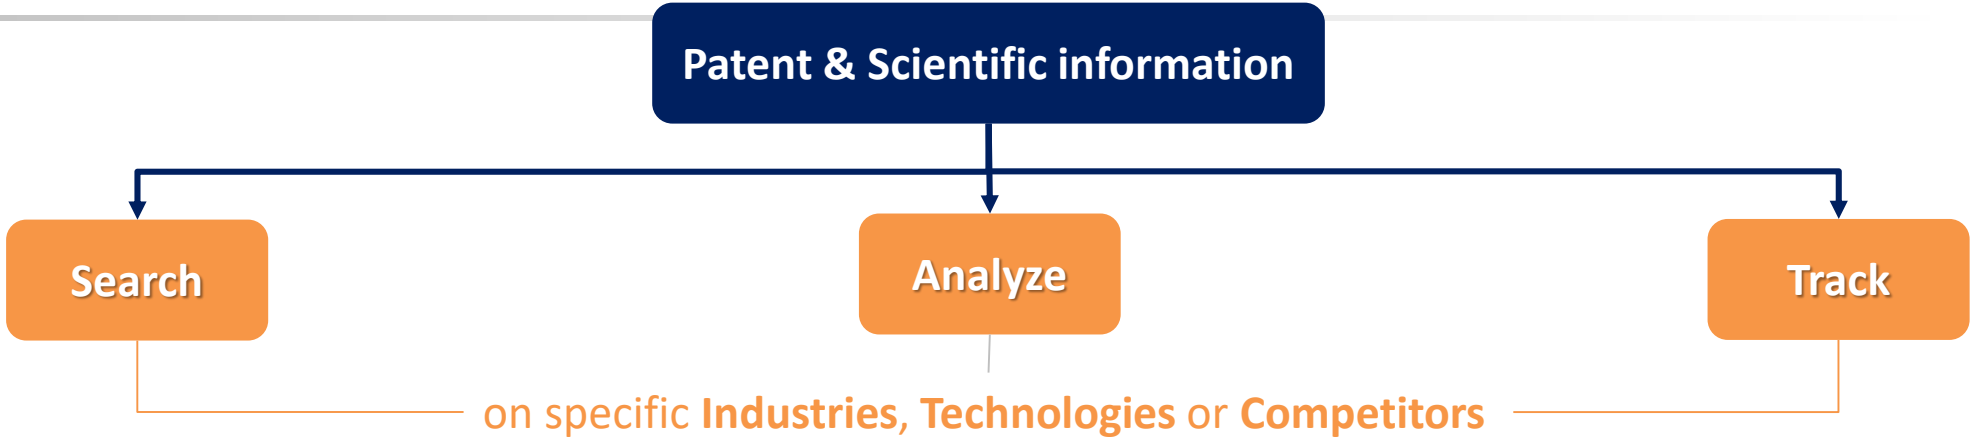 Patent & Scientific information
Search
Analyze
Track
on specific Industries, Technologies or Competitors